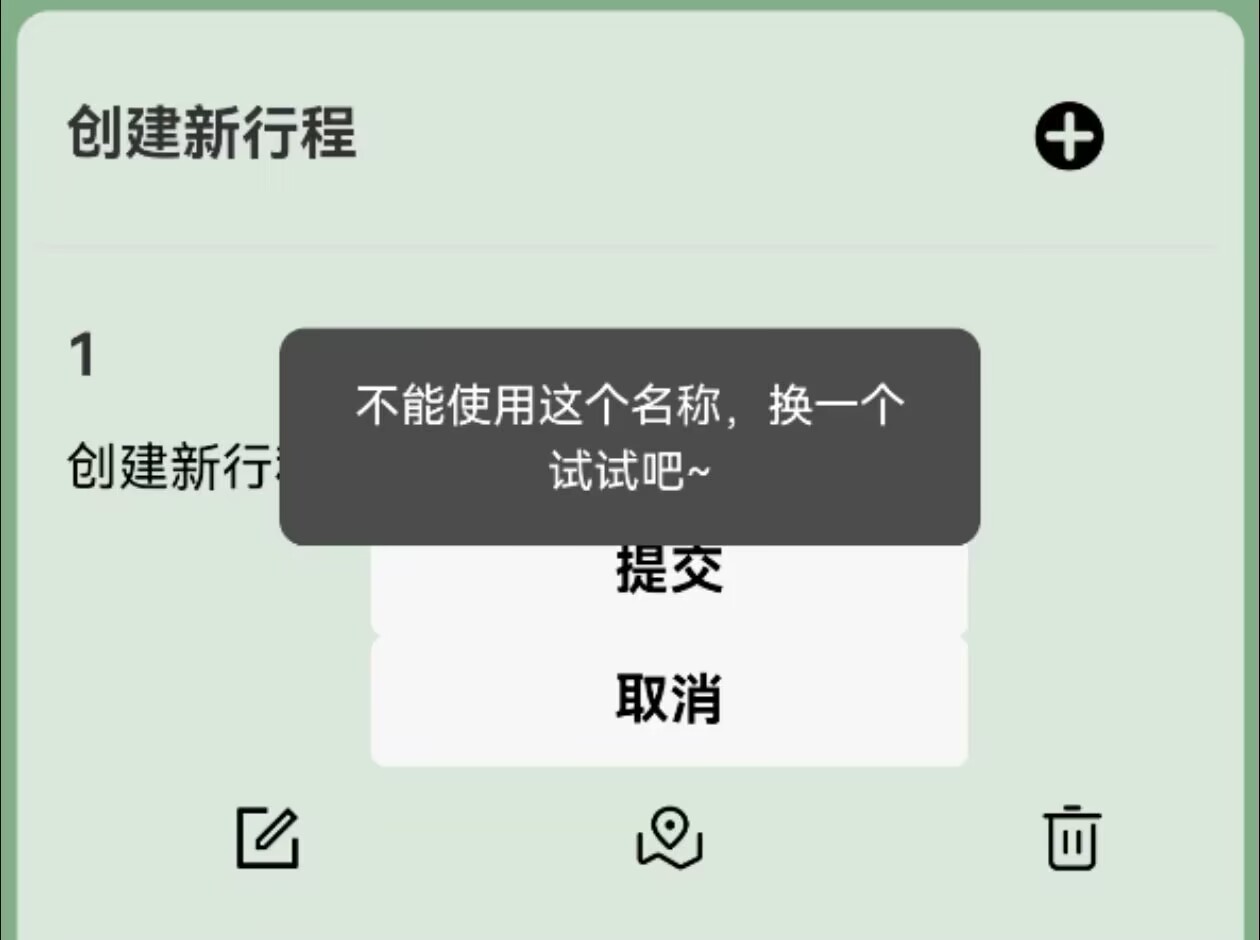 创建新行程
1
不能使用这个名称，换一个
试试吧~
创建新行
提交
取消